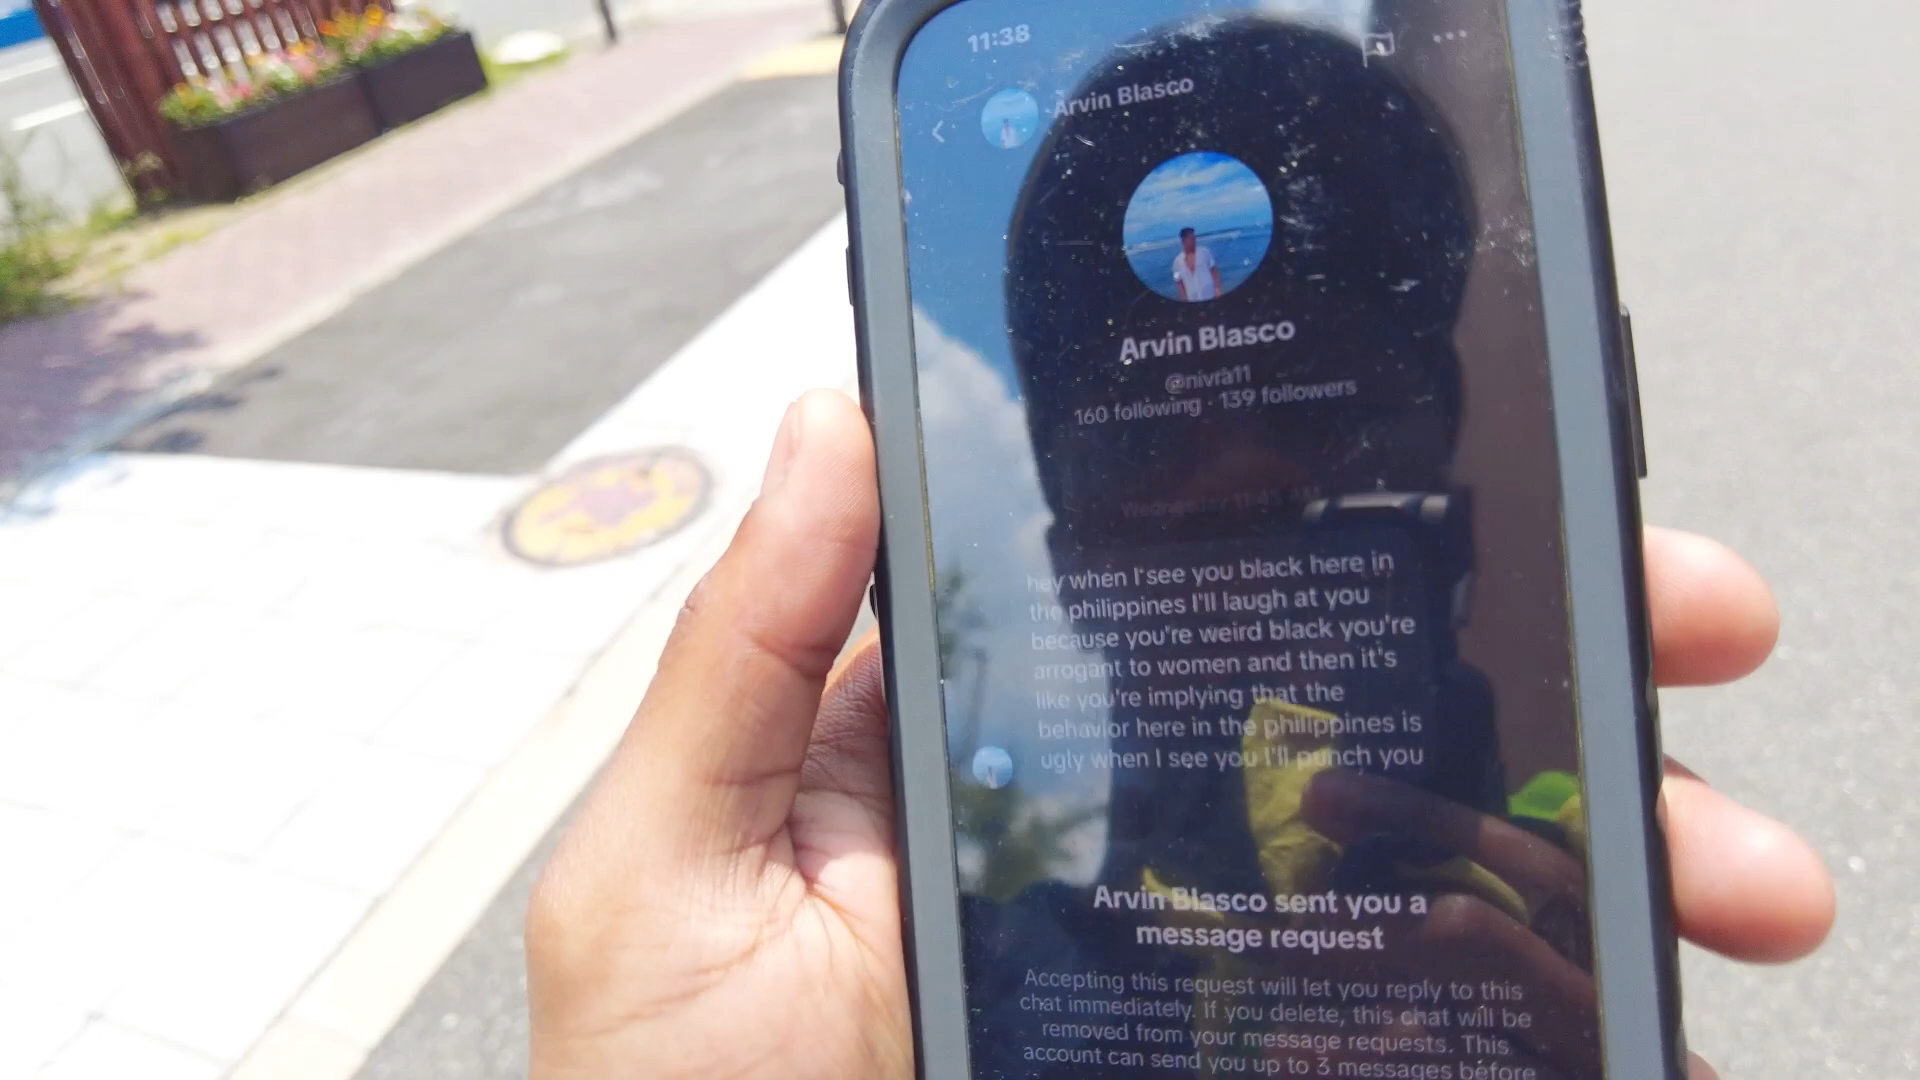 11:38
Arvin Blasco
Arvin Blasco
@nivra11
160 following · 139 followers
Wednesday 11:45 AM
hey when I see you black here in
the philippines I'll laugh at you
because you're weird black you're
arrogant to women and then it's
like you're implying that the
behavior here in the philippines is
ugly when I see you I'll punch you
Arvin Blasco sent you a
message request
Accepting this request will let you reply to this
chat immediately. If you delete, this chat will be
removed from your message requests. This
account can send you up to 3 messages before